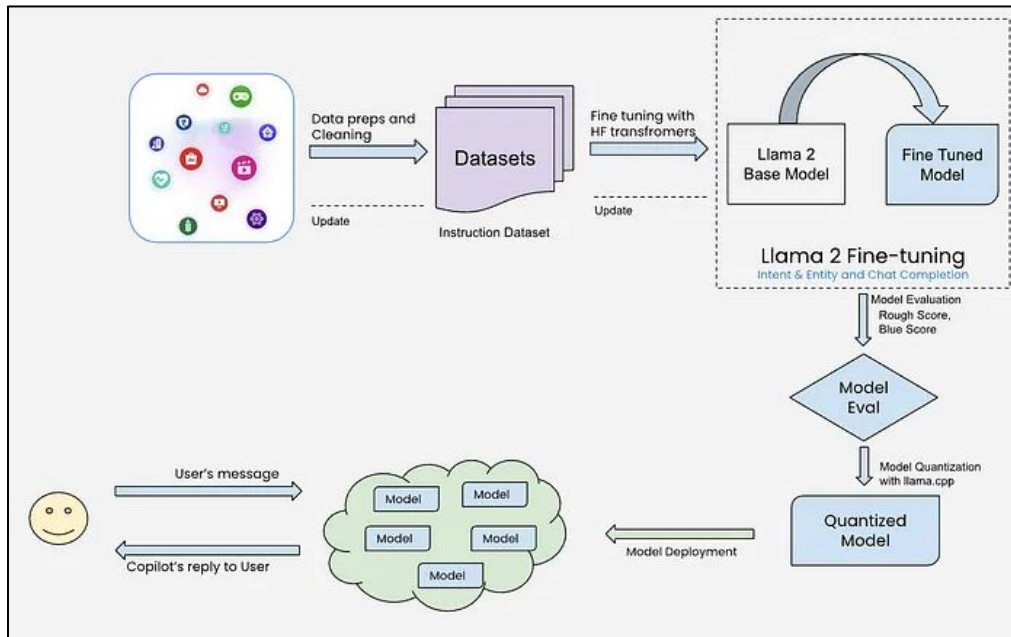 Data preps and
Cleaning
Update
Datasets
Instruction Dataset
Fine tuning with
HF transfromers
Update
Llama 2
Base Model
Fine Tuned
Model
Llama 2 Fine-tuning
Intent & Entity and Chat Completion
Model Evaluation
Rough Score,
Blue Score
Model
Eval
Model Quantization
with llama.cpp
Quantized
Model
Model Deployment
Model
Model
Model
Model
Model
User's message
Copilot's reply to User